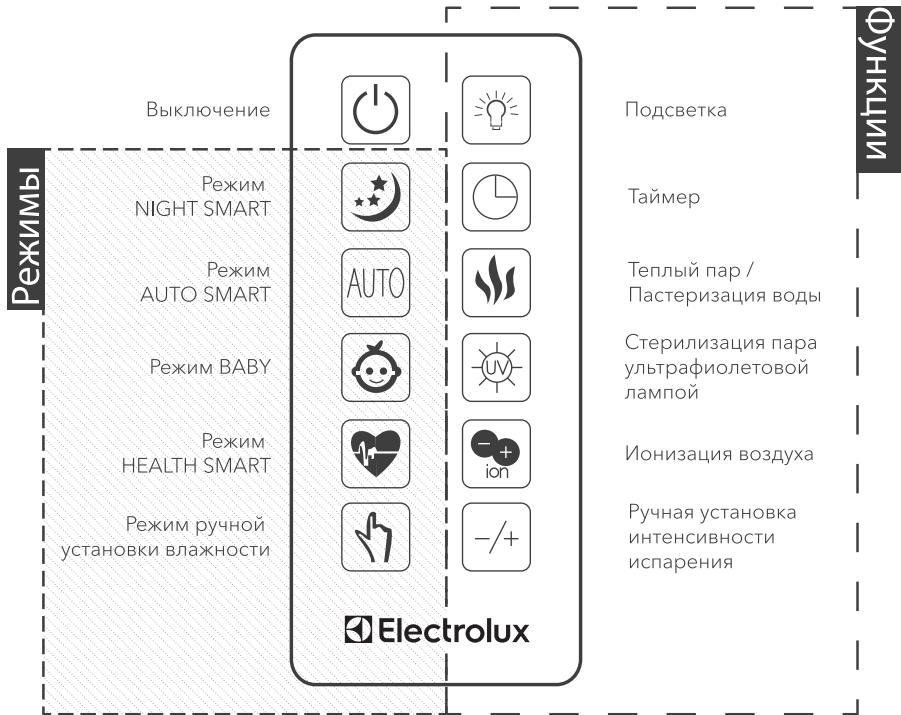 Функции
Режимы
Выключение
Режим
NIGHT SMART
Режим
AUTO SMART
Режим BABY
Режим
HEALTH SMART
Режим ручной
установки влажности
AUTO
UV
ion
−/+
Electrolux
Подсветка
Таймер
Теплый пар /
Пастеризация воды
Стерилизация пара
ультрафиолетовой
лампой
Ионизация воздуха
Ручная установка
интенсивности
испарения